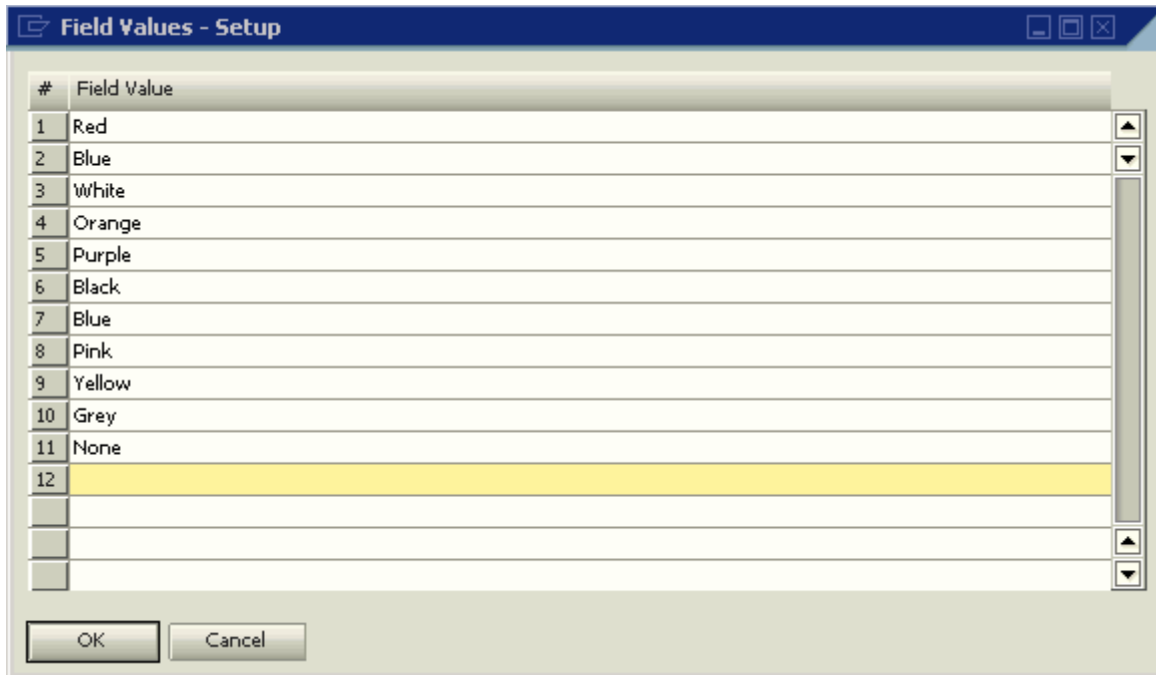 Field Values - Setup
# Field Value
1 Red
2 Blue
3 White
4 Orange
5 Purple
6 Black
7 Blue
8 Pink
9 Yellow
10 Grey
11 None
12
OK Cancel